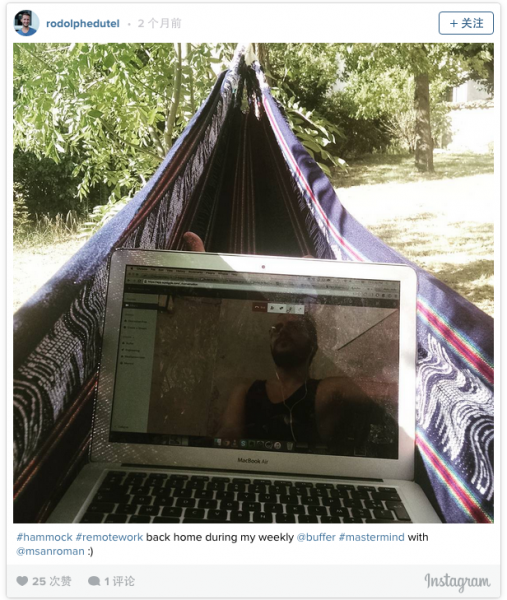 rodolphedutel • 2 个月前
+ 关注
MacBook Air
#hammock #remotework back home during my weekly @buffer #mastermind with
@msanroman :)
25 次赞 1 评论
Instagram